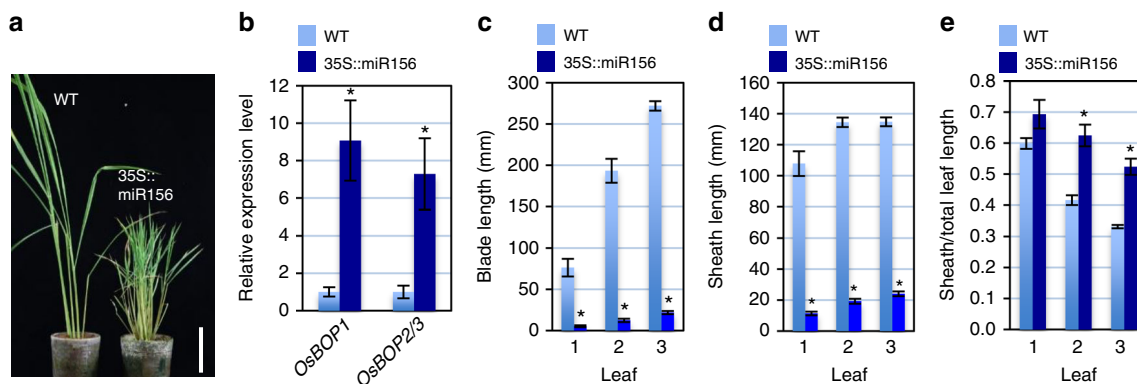 a
WT
35S::
miR156
b
WT
35S::miR156
Relative expression level
12
10
8
6
4
2
0
*
*
OsBOP1
OsBOP2/3
c
WT
35S::miR156
Blade length (mm)
300
250
200
150
100
50
0
*
*
*
1 2 3
Leaf
d
WT
35S::miR156
Sheath length (mm)
160
140
120
100
80
60
40
20
0
*
*
*
1 2 3
Leaf
e
WT
35S::miR156
Sheath/total leaf length
0.8
0.7
0.6
0.5
0.4
0.3
0.2
0.1
0.0
*
*
1 2 3
Leaf